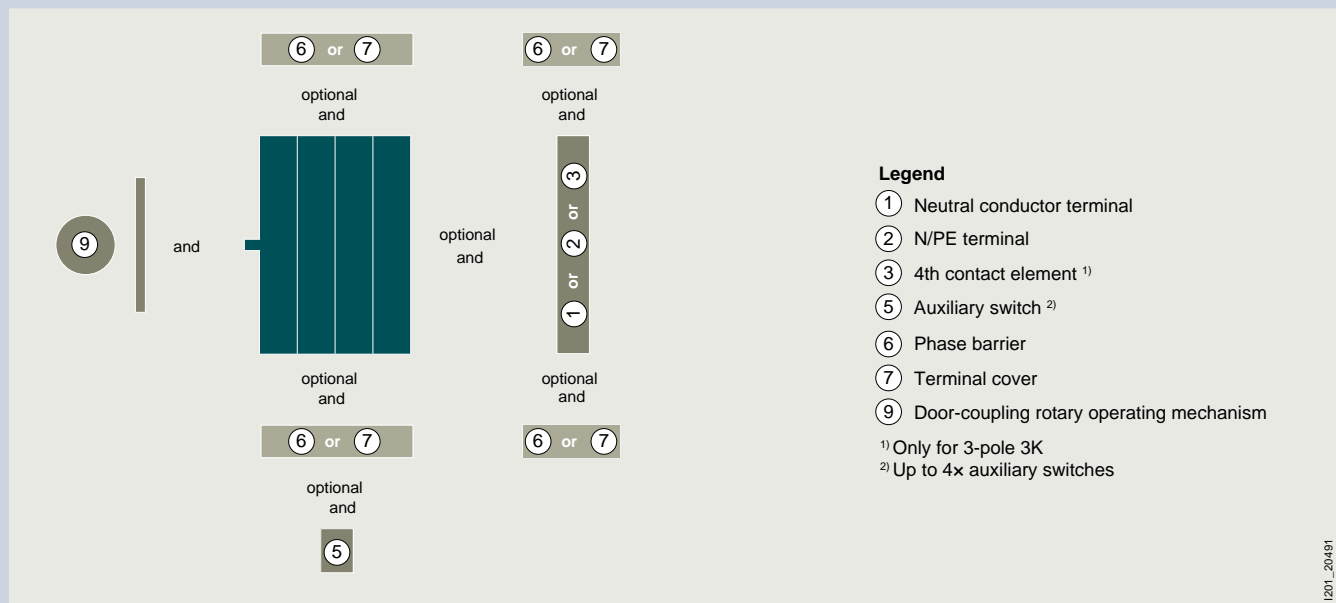 6 or 7
6 or 7
optional
and
optional
and
9
and
optional
and
1 or 2 or 3
optional
and
optional
and
6 or 7
6 or 7
optional
and
5
Legend
1 Neutral conductor terminal
2 N/PE terminal
3 4th contact element 1)
5 Auxiliary switch 2)
6 Phase barrier
7 Terminal cover
9 Door-coupling rotary operating mechanism
1) Only for 3-pole 3K
2) Up to 4× auxiliary switches
I201_20491